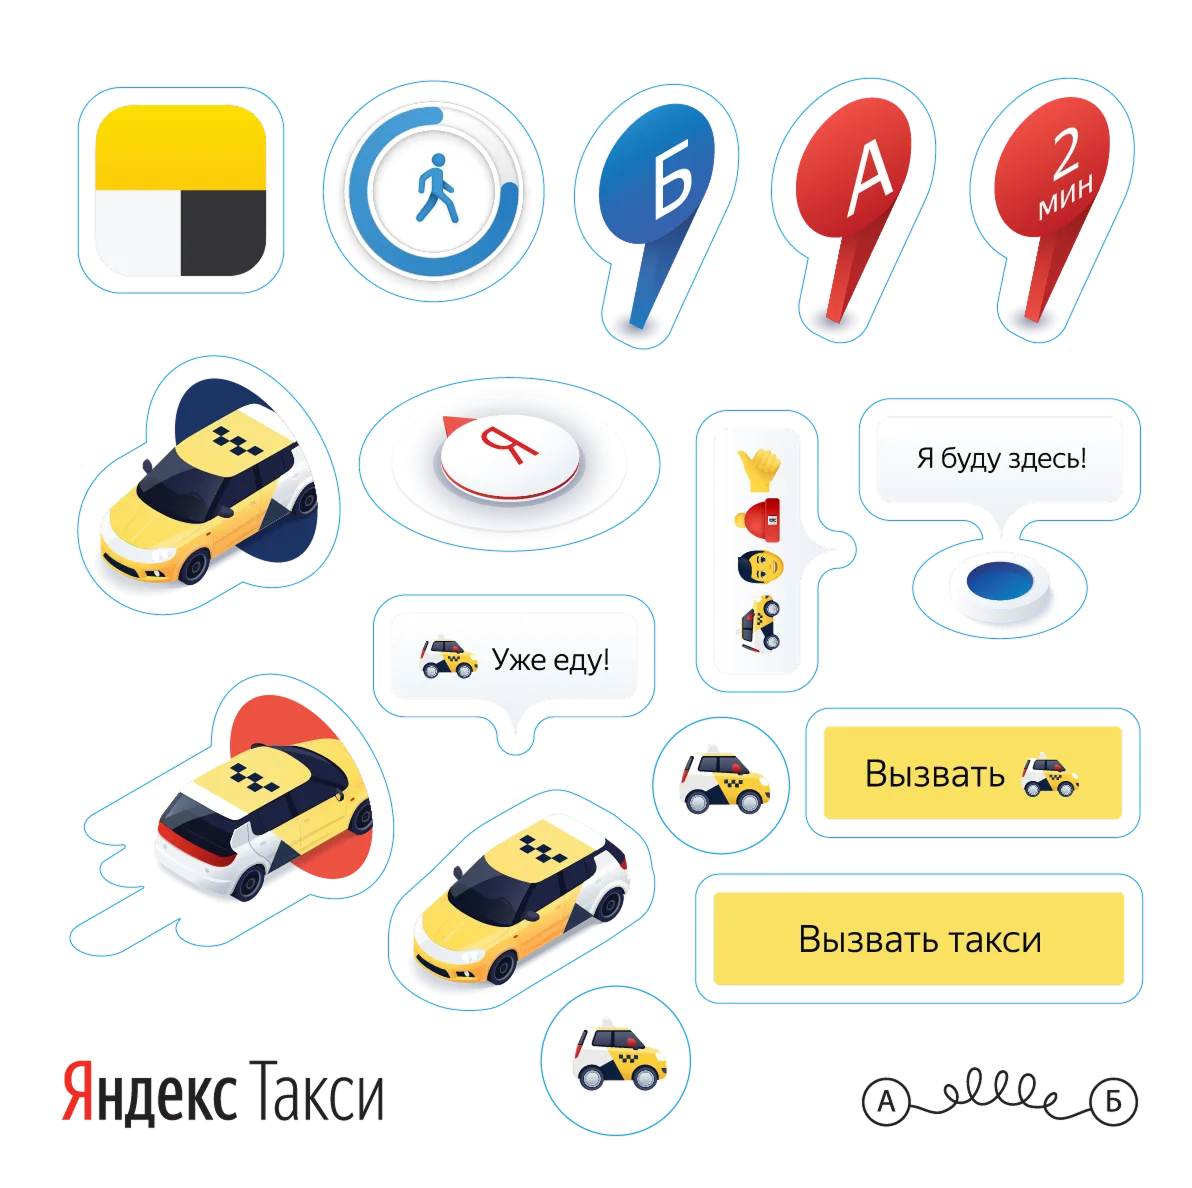 Б
А
2
мин
Я
Я буду здесь!
Уже еду!
Вызвать
Вызвать такси
Яндекс Такси
А
Б